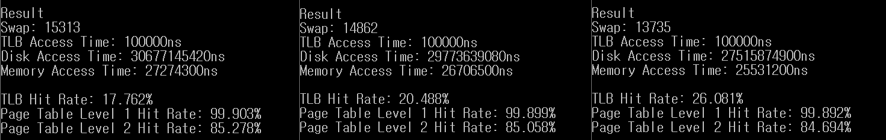 Result
Swap: 15313
TLB Access Time: 100000ns
Disk Access Time: 30677145420ns
Memory Access Time: 27274300ns
TLB Hit Rate: 17.762%
Page Table Level 1 Hit Rate: 99.903%
Page Table Level 2 Hit Rate: 85.278%
Result
Swap: 14862
TLB Access Time: 100000ns
Disk Access Time: 29773639080ns
Memory Access Time: 26706500ns
TLB Hit Rate: 20.488%
Page Table Level 1 Hit Rate: 99.899%
Page Table Level 2 Hit Rate: 85.058%
Result
Swap: 13735
TLB Access Time: 100000ns
Disk Access Time: 27515874900ns
Memory Access Time: 25531200ns
TLB Hit Rate: 26.081%
Page Table Level 1 Hit Rate: 99.892%
Page Table Level 2 Hit Rate: 84.694%